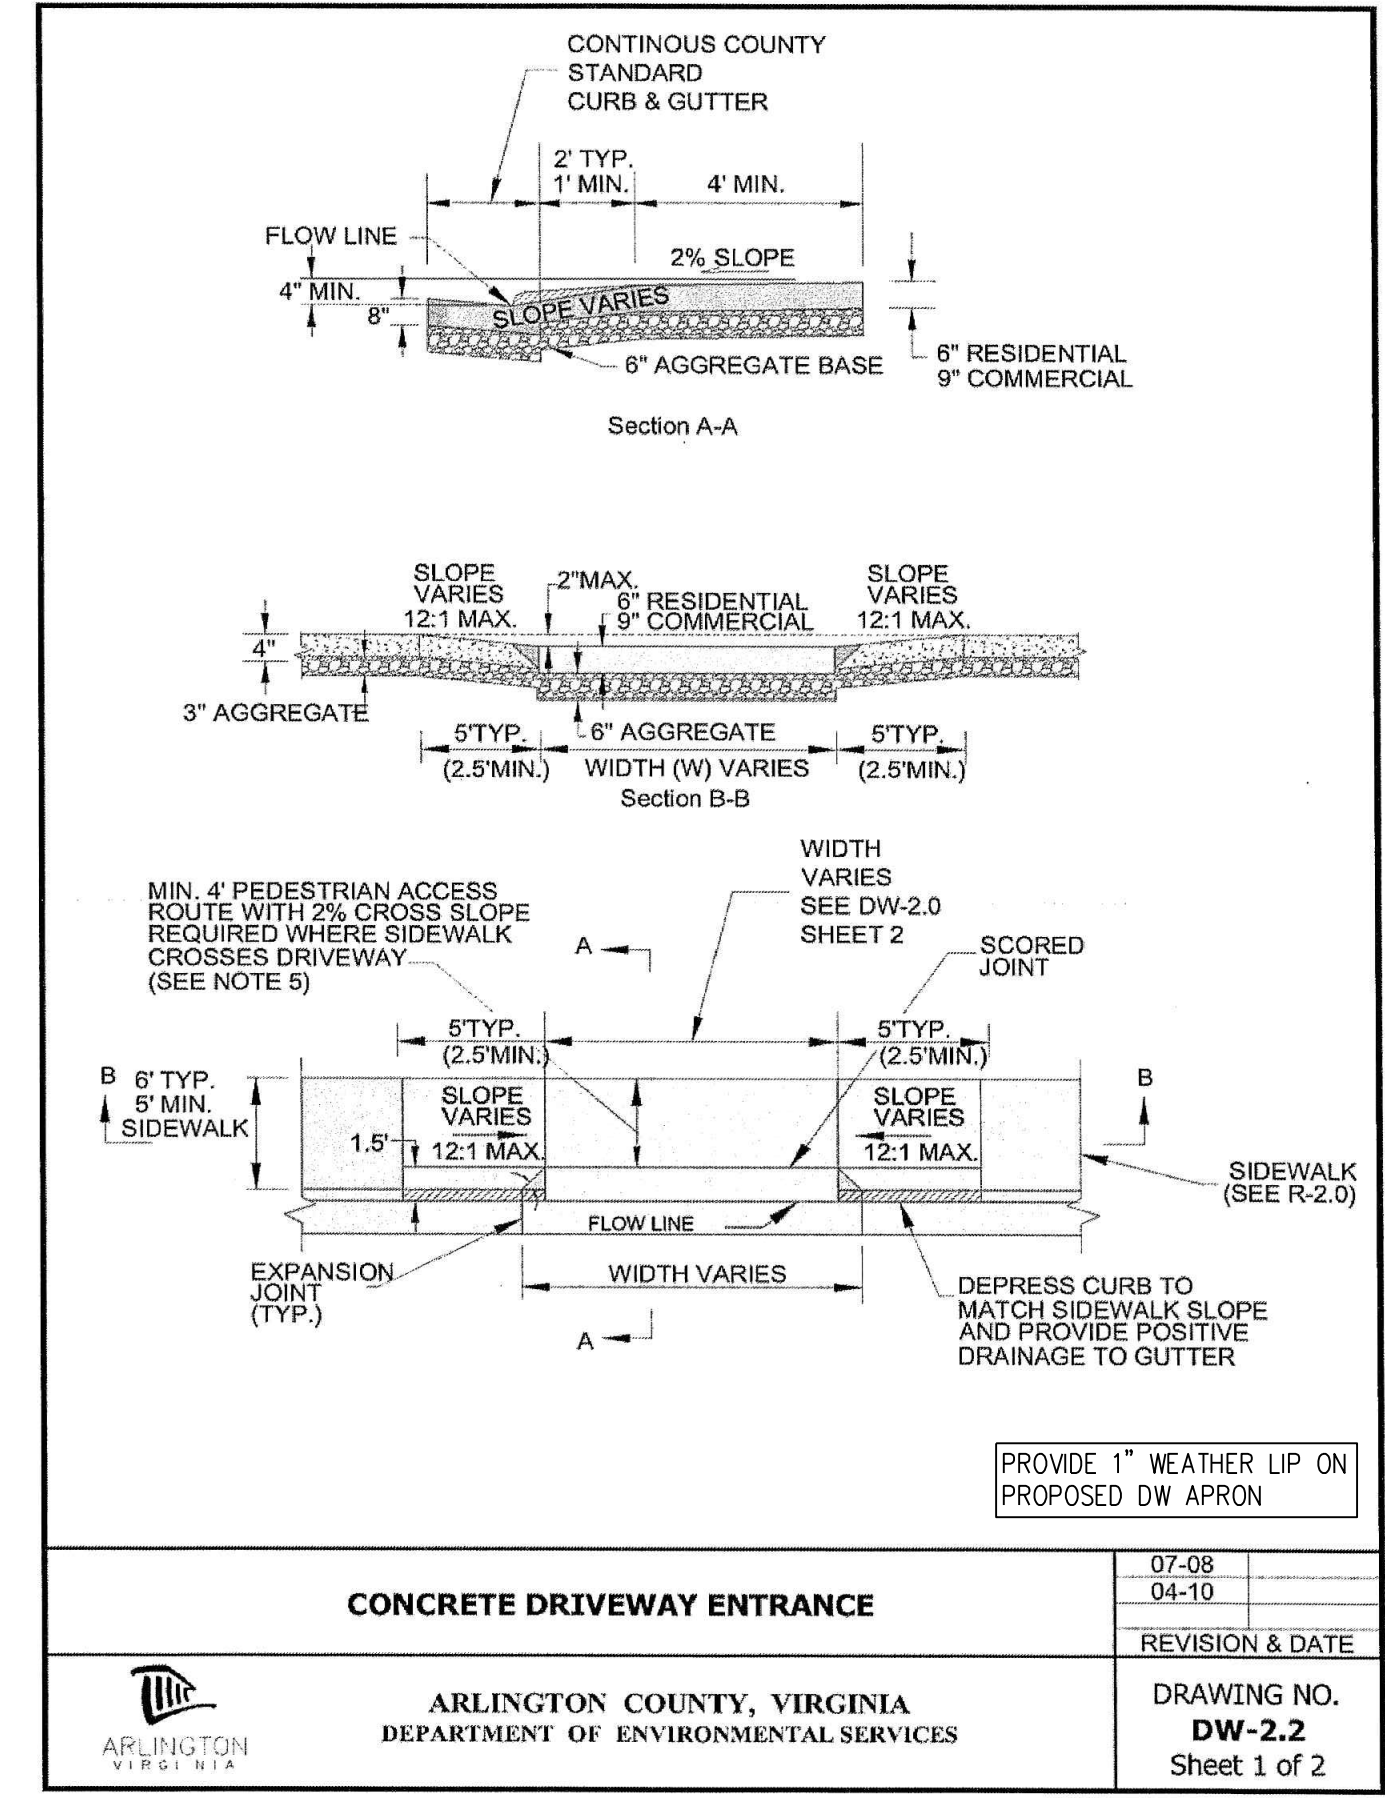 CONTINOUS COUNTY
STANDARD
CURB & GUTTER
2' TYP.
1' MIN.
4' MIN.
FLOW LINE
2% SLOPE
4" MIN.
8"
SLOPE VARIES
6" AGGREGATE BASE
6" RESIDENTIAL
9" COMMERCIAL
Section A-A
SLOPE
VARIES
12:1 MAX.
2"MAX.
6" RESIDENTIAL
9" COMMERCIAL
SLOPE
VARIES
12:1 MAX.
4"
3" AGGREGATE
6" AGGREGATE
5'TYP.
(2.5'MIN.)
WIDTH (W) VARIES
5'TYP.
(2.5'MIN.)
Section B-B
WIDTH
VARIES
SEE DW-2.0
SHEET 2
MIN. 4' PEDESTRIAN ACCESS
ROUTE WITH 2% CROSS SLOPE
REQUIRED WHERE SIDEWALK
CROSSES DRIVEWAY
(SEE NOTE 5)
A
SCORED
JOINT
5'TYP.
(2.5'MIN.)
5'TYP.
(2.5'MIN.)
B
6' TYP.
5' MIN.
SIDEWALK
SLOPE
VARIES
12:1 MAX.
1.5'
SLOPE
VARIES
12:1 MAX.
B
SIDEWALK
(SEE R-2.0)
FLOW LINE
EXPANSION
JOINT
(TYP.)
WIDTH VARIES
A
DEPRESS CURB TO
MATCH SIDEWALK SLOPE
AND PROVIDE POSITIVE
DRAINAGE TO GUTTER
PROVIDE 1" WEATHER LIP ON
PROPOSED DW APRON
CONCRETE DRIVEWAY ENTRANCE
07-08
04-10
REVISION & DATE
ARLINGTON
VIRGINIA
ARLINGTON COUNTY, VIRGINIA
DEPARTMENT OF ENVIRONMENTAL SERVICES
DRAWING NO.
DW-2.2
Sheet 1 of 2